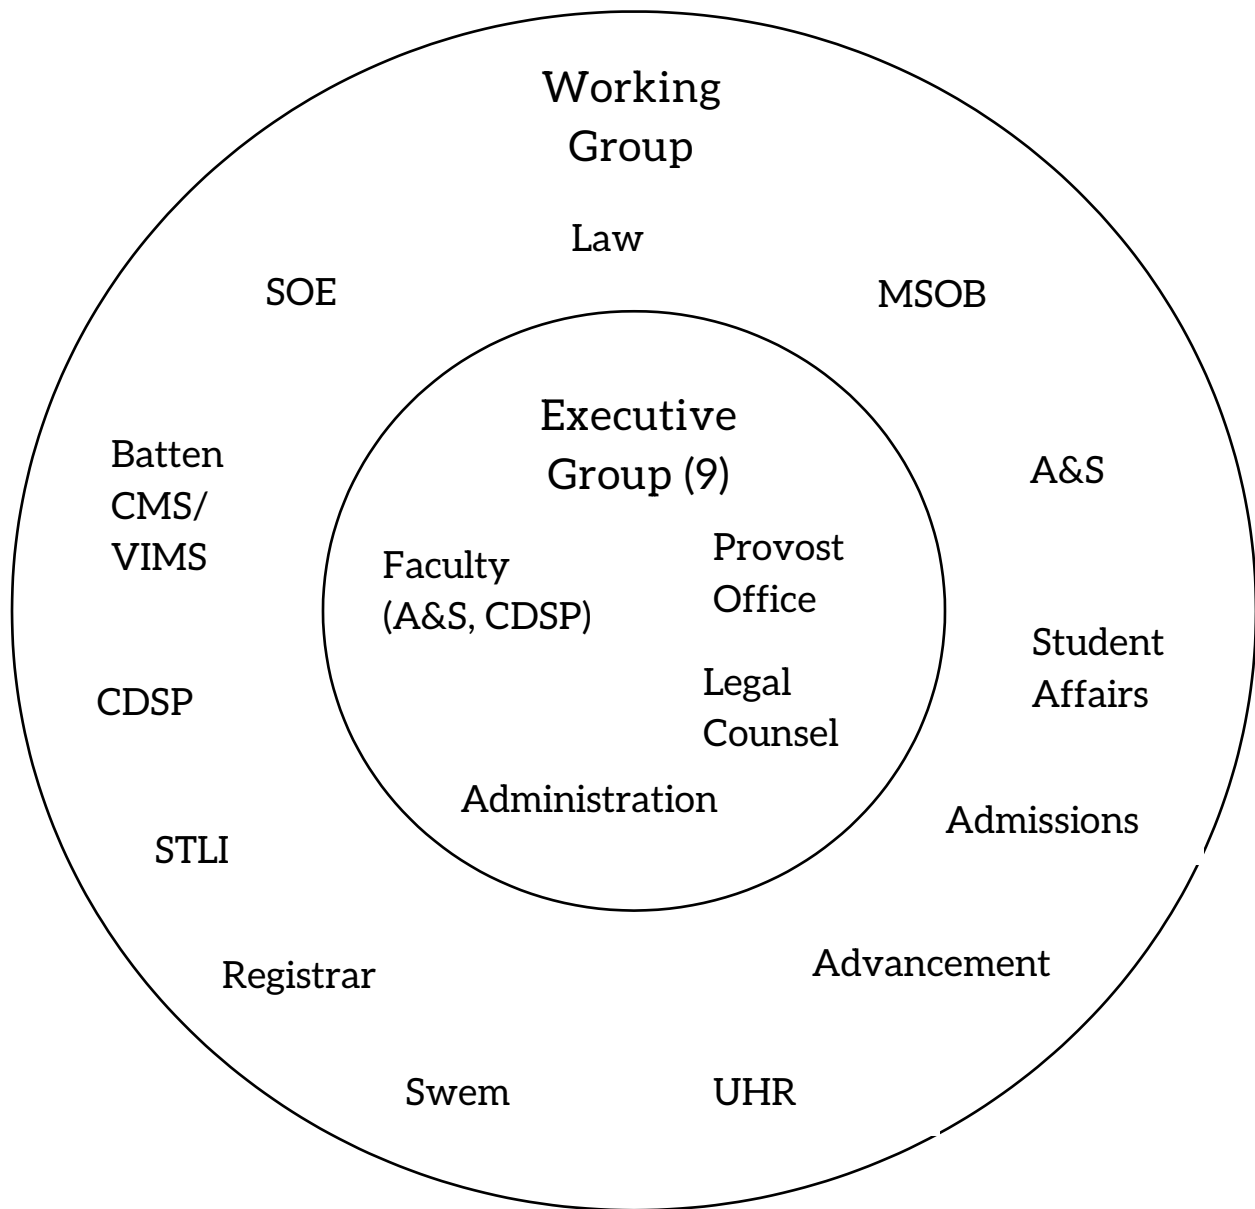 Working
Group
Law
SOE
MSOB
Executive
Group (9)
Batten
CMS/
VIMS
A&S
Faculty
(A&S, CDSP)
Provost
Office
Student
Affairs
Legal
Counsel
CDSP
Administration
Admissions
STLI
Registrar
Advancement
Swem
UHR